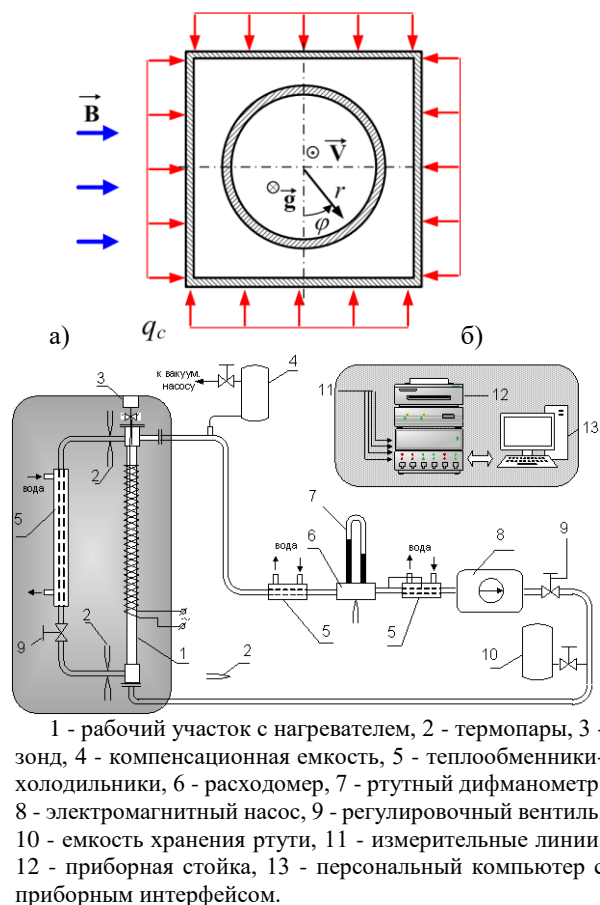 B
V
g
r
φ
qc
а)
б)
к вакуум. насосу
4
3
11
12
13
2
вода
5
7
6
вода
вода
8
9
2
9
1
5
5
10
2
1 - рабочий участок с нагревателем, 2 - термопары, 3 -
зонд, 4 - компенсационная емкость, 5 - теплообменники-
холодильники, 6 - расходомер, 7 - ртутный дифманометр
8 - электромагнитный насос, 9 - регулировочный вентиль
10 - емкость хранения ртути, 11 - измерительные линии
12 - приборная стойка, 13 - персональный компьютер с
приборным интерфейсом.